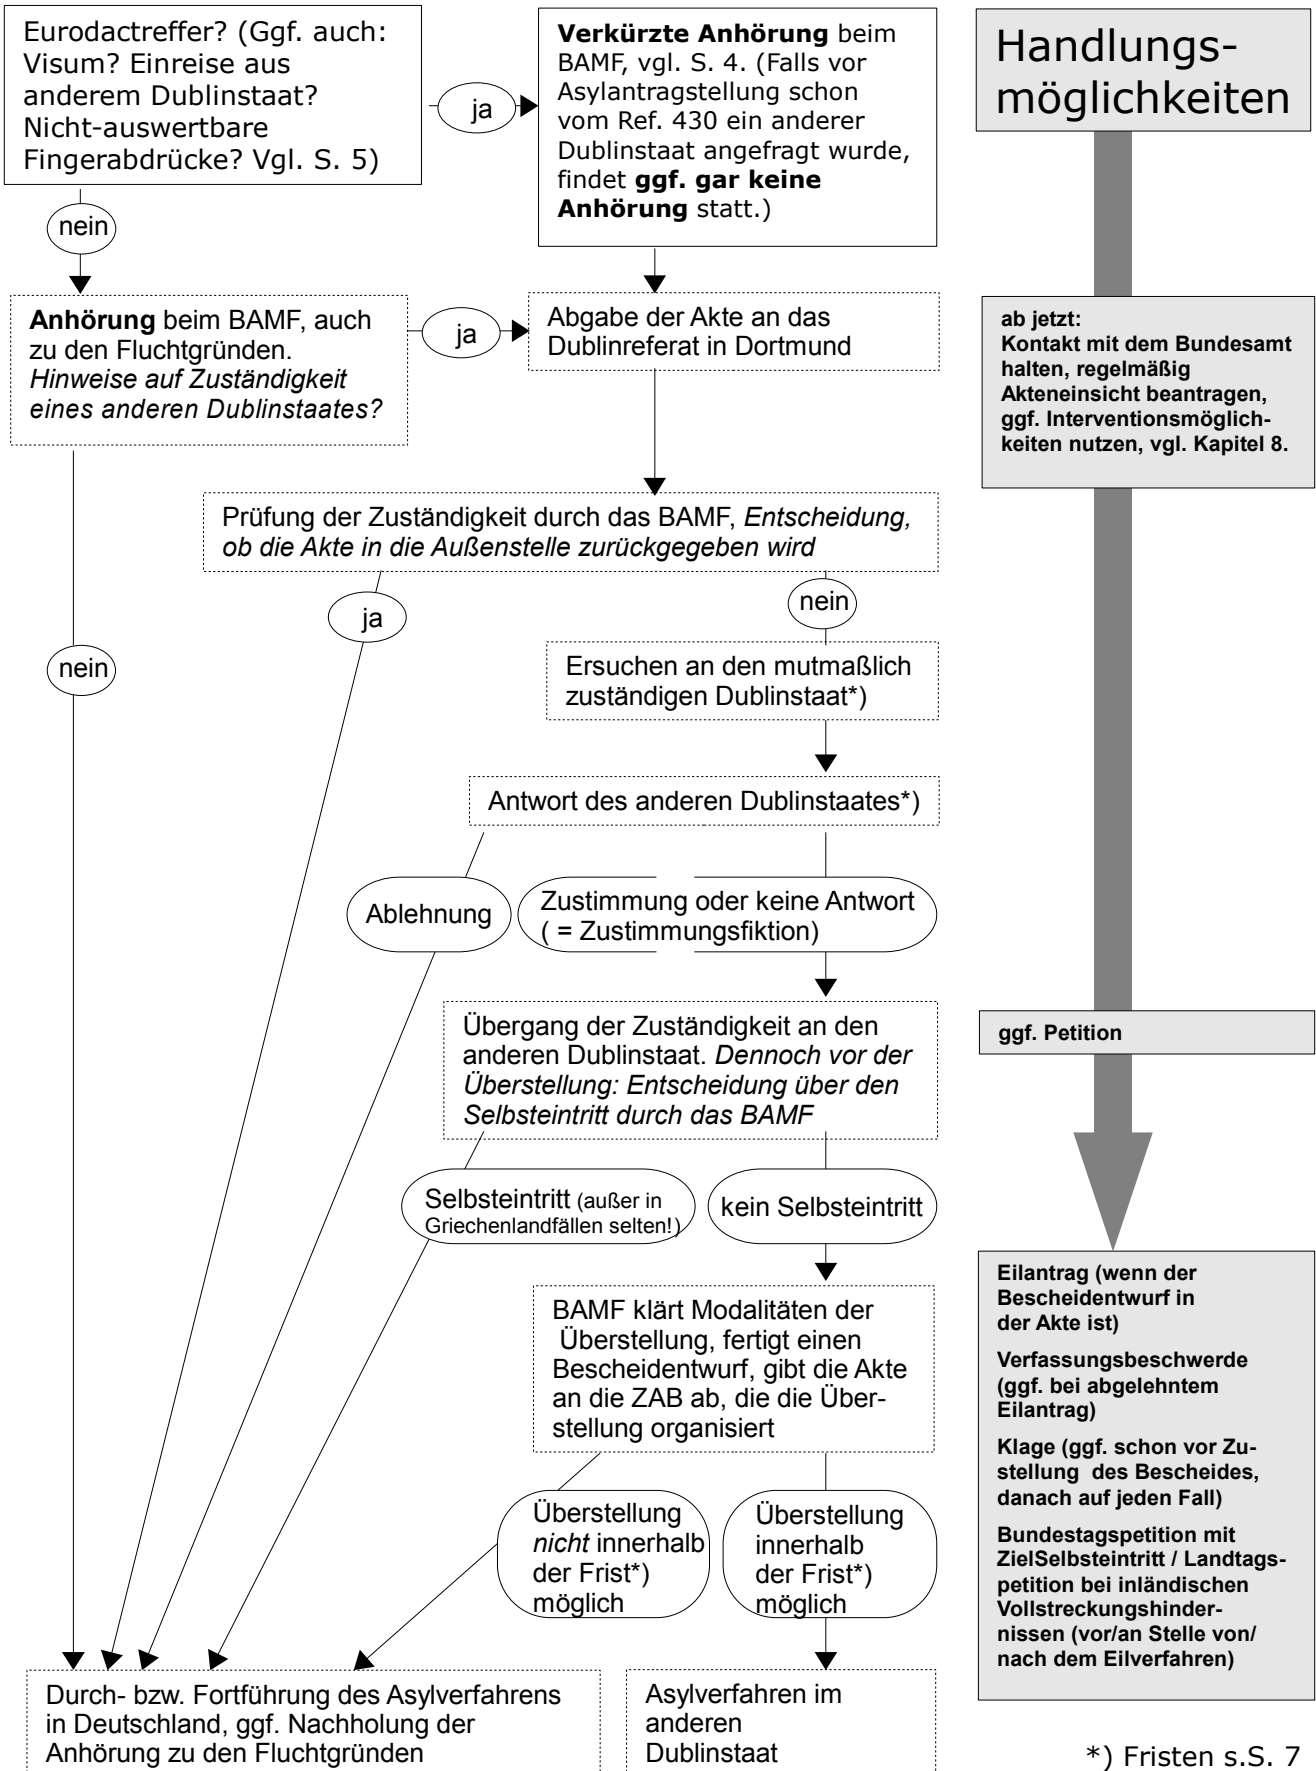 Eurodactreffer? (Ggf. auch:
Visum? Einreise aus
anderem Dublinstaat?
Nicht-auswertbare
Fingerabdrücke? Vgl. S. 5)
ja
Verkürzte Anhörung beim
BAMF, vgl. S. 4. (Falls vor
Asylantragstellung schon
vom Ref. 430 ein anderer
Dublinstaat angefragt wurde,
findet ggf. gar keine
Anhörung statt.)
nein
Anhörung beim BAMF, auch
zu den Fluchtgründen.
Hinweise auf Zuständigkeit
eines anderen Dublinstaates?
ja
Abgabe der Akte an das
Dublinreferat in Dortmund
Prüfung der Zuständigkeit durch das BAMF, Entscheidung,
ob die Akte in die Außenstelle zurückgegeben wird
ja
nein
nein
Ersuchen an den mutmaßlich
zuständigen Dublinstaat*)
Antwort des anderen Dublinstaates*)
Ablehnung
Zustimmung oder keine Antwort
( = Zustimmungsfiktion)
Übergang der Zuständigkeit an den
anderen Dublinstaat. Dennoch vor der
Überstellung: Entscheidung über den
Selbsteintritt durch das BAMF
Selbsteintritt (außer in
Griechenlandfällen selten!)
kein Selbsteintritt
BAMF klärt Modalitäten der
Überstellung, fertigt einen
Bescheidentwurf, gibt die Akte
an die ZAB ab, die die Über-
stellung organisiert
Überstellung
nicht innerhalb
der Frist*)
möglich
Überstellung
innerhalb
der Frist*)
möglich
Durch- bzw. Fortführung des Asylverfahrens
in Deutschland, ggf. Nachholung der
Anhörung zu den Fluchtgründen
Asylverfahren im
anderen
Dublinstaat
Handlungs-
möglichkeiten
ab jetzt:
Kontakt mit dem Bundesamt
halten, regelmäßig
Akteneinsicht beantragen,
ggf. Interventionsmöglich-
keiten nutzen, vgl. Kapitel 8.
ggf. Petition
Eilantrag (wenn der
Bescheidentwurf in
der Akte ist)
Verfassungsbeschwerde
(ggf. bei abgelehntem
Eilantrag)
Klage (ggf. schon vor Zu-
stellung des Bescheides,
danach auf jeden Fall)
Bundestagspetition mit
ZielSelbsteintritt / Landtags-
petition bei inländischen
Vollstreckungshinder-
nissen (vor/an Stelle von/
nach dem Eilverfahren)
*) Fristen s.S. 7